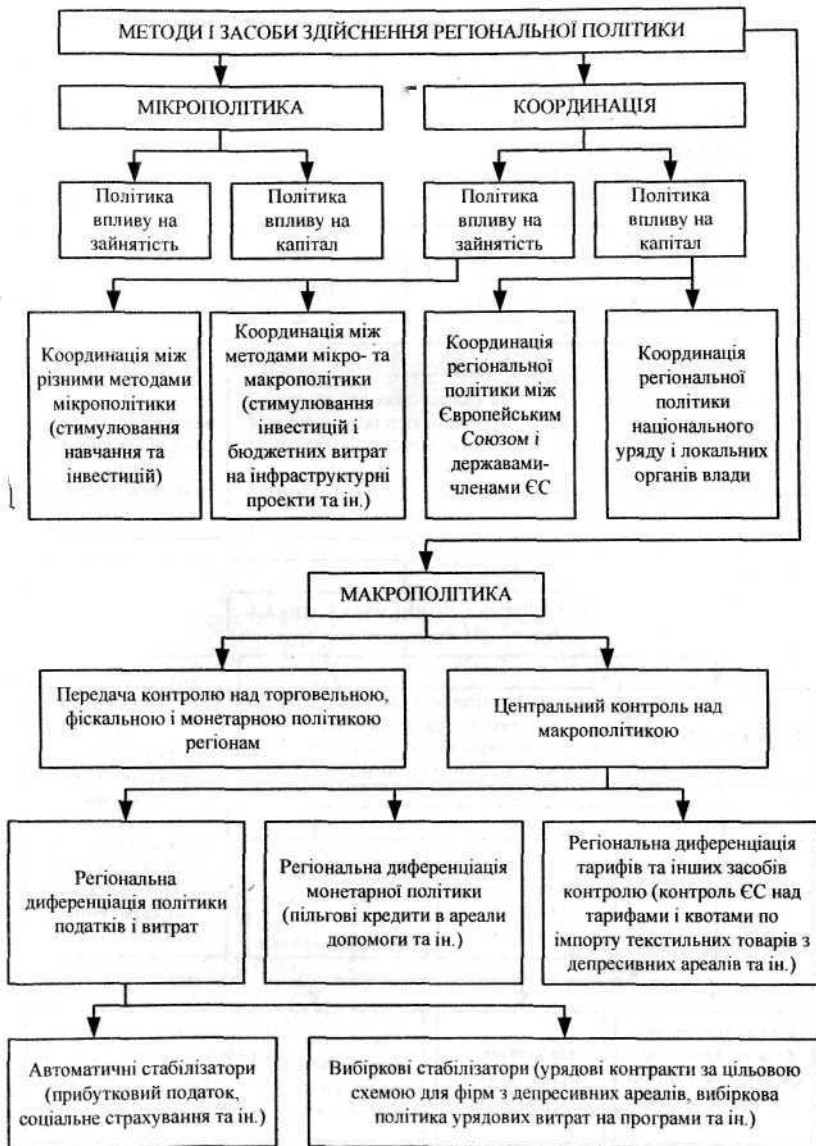 МЕТОДИ І ЗАСОБИ ЗДІЙСНЕННЯ РЕГІОНАЛЬНОЇ ПОЛІТИКИ
МІКРОПОЛІТИКА
КООРДИНАЦІЯ
Політика
впливу на
зайнятість
Політика
впливу на
капітал
Політика
впливу на
зайнятість
Політика
впливу на
капітал
Координація між
різними методами
мікрополітики
(стимулювання
навчання та
інвестицій)
Координація між
методами мікро- та
макрополітики
(стимулювання
інвестицій і
бюджетних витрат
на інфраструктурні
проекти та ін.)
Координація
регіональної
політики між
Європейським
Союзом і
державами-
членами ЄС
Координація
регіональної
політики
національного
уряду і локальних
органів влади
МАКРОПОЛІТИКА
Передача контролю над торговельною,
фіскальною і монетарною політикою
регіонам
Центральний контроль над
макрополітикою
Регіональна
диференціація політики
податків і витрат
Регіональна диференціація
монетарної політики
(пільгові кредити в ареали
допомоги та ін.)
Регіональна диференціація
тарифів та інших засобів
контролю (контроль ЄС над
тарифами і квотами по
імпорту текстильних товарів з
депресивних ареалів та ін.)
Автоматичні стабілізатори
(прибутковий податок,
соціальне страхування та ін.)
Вибіркові стабілізатори (урядові контракти за цільовою
схемою для фірм з депресивних ареалів, вибіркова
політика урядових витрат на програми та ін.)